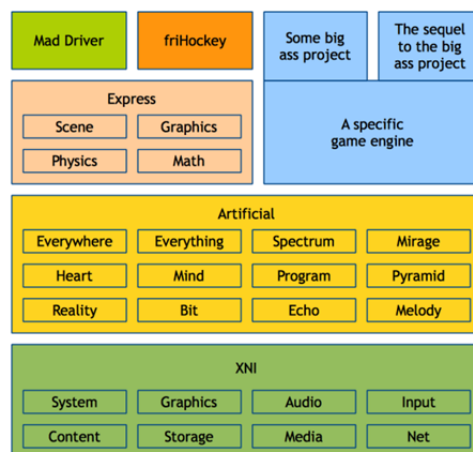 Mad Driver
friHockey
Some big
ass project
The sequel
to the big
ass project
Express
Scene
Graphics
Physics
Math
A specific
game engine
Artificial
Everywhere
Everything
Spectrum
Mirage
Heart
Mind
Program
Pyramid
Reality
Bit
Echo
Melody
XNI
System
Graphics
Audio
Input
Content
Storage
Media
Net